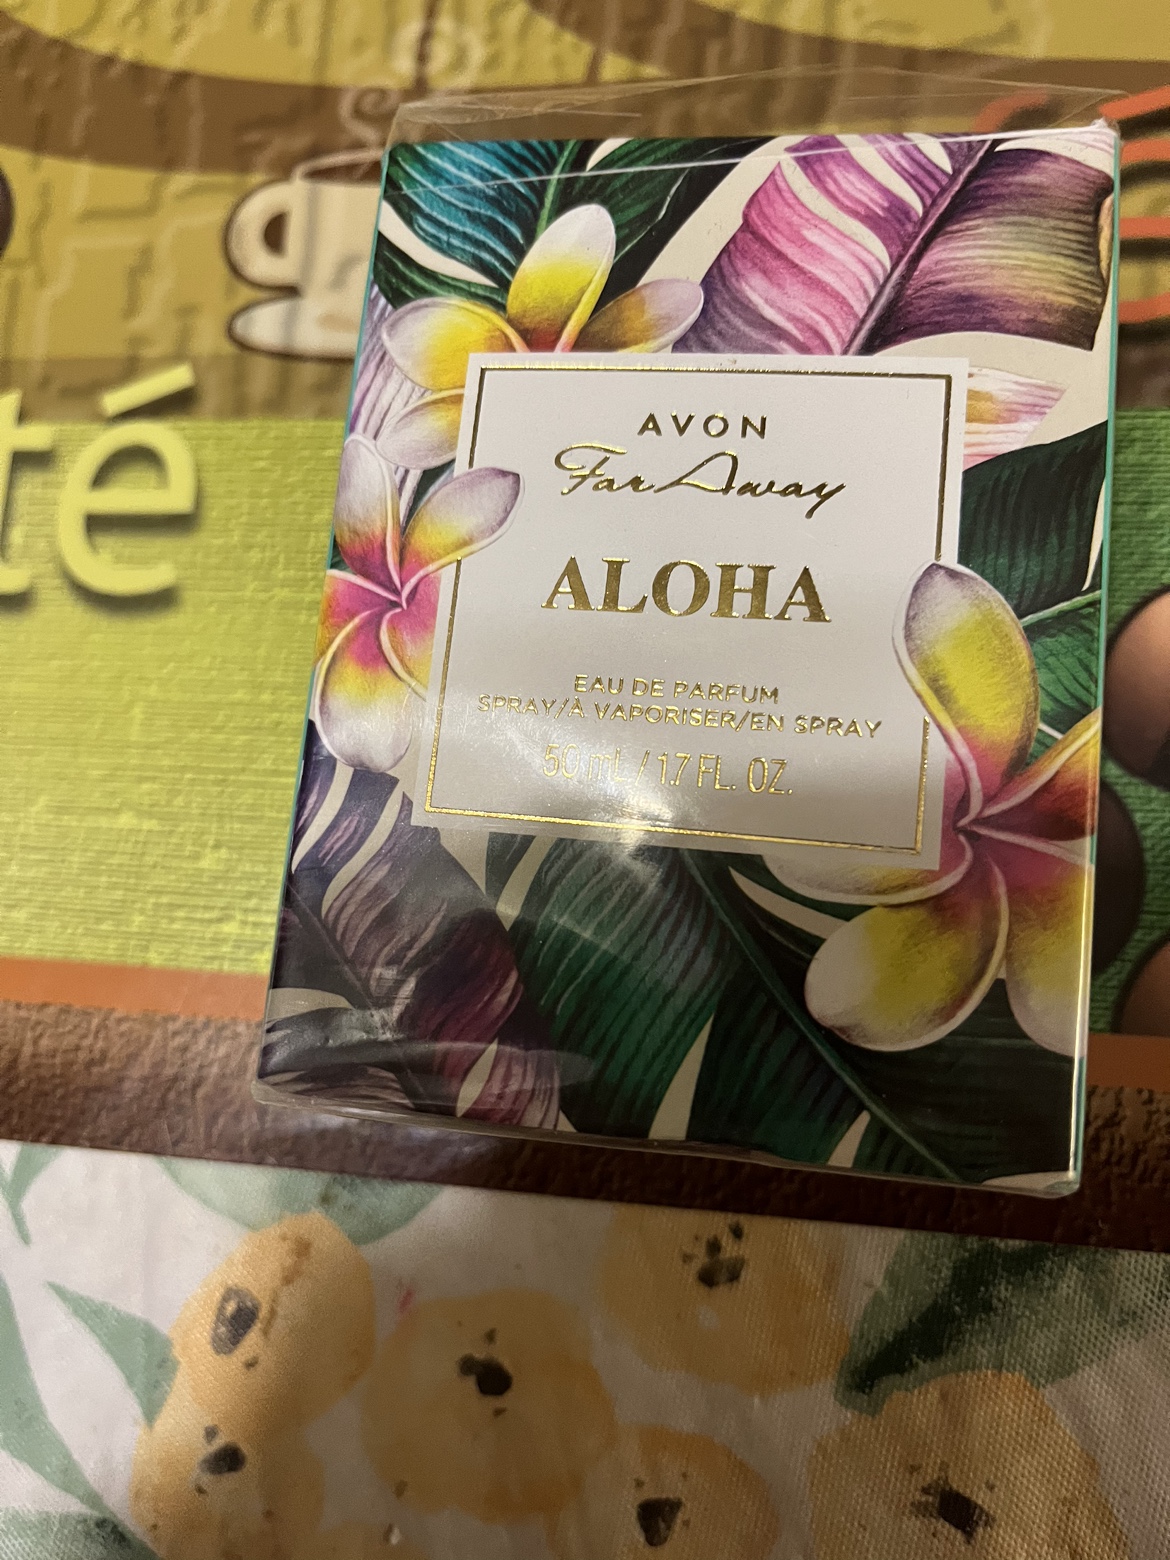 AVON
Far Away
ALOHA
EAU DE PARFUM
SPRAY/À VAPORISER/EN SPRAY
50 mL / 1.7 FL. OZ.
té